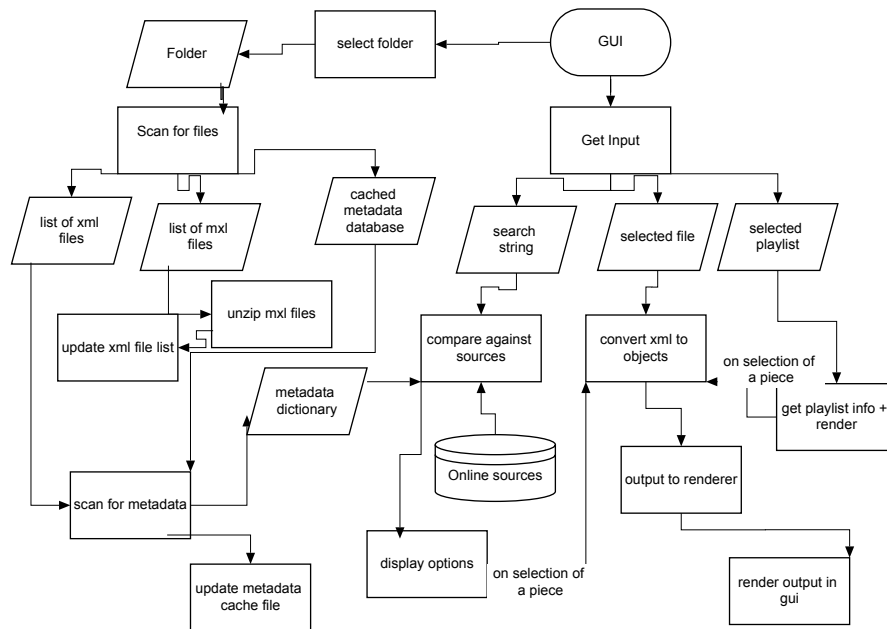 GUI
select folder
Folder
Scan for files
Get Input
list of xml
files
list of mxl
files
cached
metadata
database
search
string
selected file
selected
playlist
unzip mxl files
update xml file list
compare against
sources
convert xml to
objects
on selection of
a piece
get playlist info +
render
metadata
dictionary
Online sources
scan for metadata
output to renderer
display options
on selection of
a piece
update metadata
cache file
render output in
gui